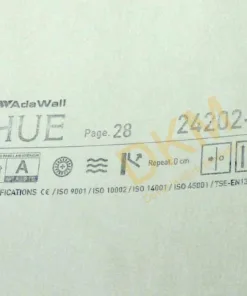 AdaWall
HUE Page. 28 24202-
A Repeat. 0 cm
CE / ISO 9001 / ISO 10002 / ISO 14001 / ISO 45001 / TSE-EN
DKM